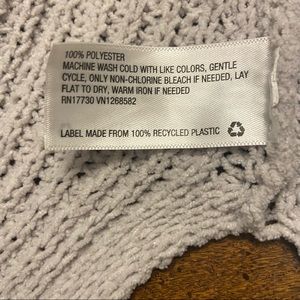 100% POLYESTER
MACHINE WASH COLD WITH LIKE COLORS, GENTLE
CYCLE, ONLY NON-CHLORINE BLEACH IF NEEDED, LAY
FLAT TO DRY, WARM IRON IF NEEDED
RN17730 VN1268582
LABEL MADE FROM 100% RECYCLED PLASTIC